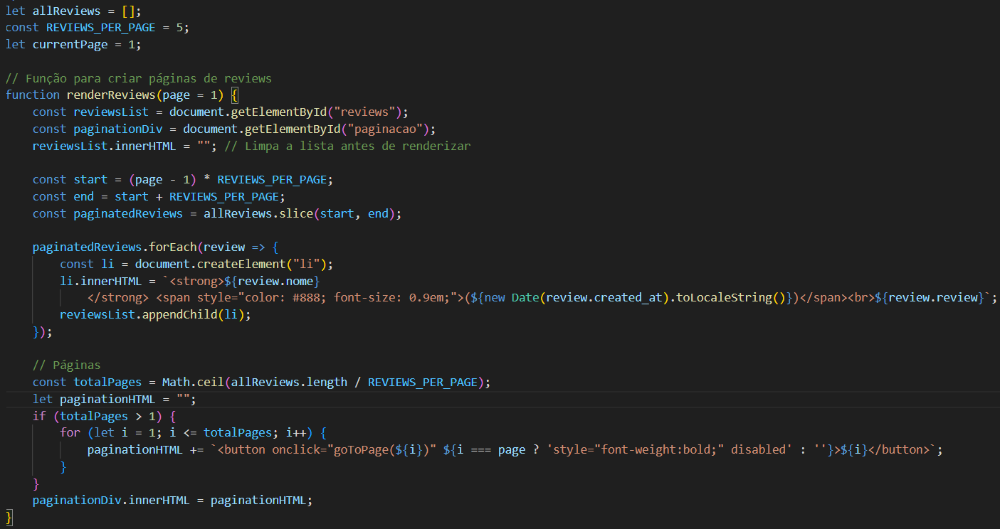 let allReviews = [];
const REVIEWS_PER_PAGE = 5;
let currentPage = 1;

// Função para criar páginas de reviews
function renderReviews(page = 1) {
    const reviewsList = document.getElementById("reviews");
    const paginationDiv = document.getElementById("paginacao");
    reviewsList.innerHTML = ""; // Limpa a lista antes de renderizar

    const start = (page - 1) * REVIEWS_PER_PAGE;
    const end = start + REVIEWS_PER_PAGE;
    const paginatedReviews = allReviews.slice(start, end);

    paginatedReviews.forEach(review => {
        const li = document.createElement("li");
        li.innerHTML = `<strong>${review.nome}
            </strong> <span style="color: #888; font-size: 0.9em;">(${new Date(review.created_at).toLocaleString()})</span><br>${review.review}`;
        reviewsList.appendChild(li);
    });

    // Páginas
    const totalPages = Math.ceil(allReviews.length / REVIEWS_PER_PAGE);
    let paginationHTML = "";
    if (totalPages > 1) {
        for (let i = 1; i <= totalPages; i++) {
            paginationHTML += `<button onclick="goToPage(${i})" ${i === page ? 'style="font-weight:bold;" disabled' : ''}>${i}</button>`;
        }
    }
    paginationDiv.innerHTML = paginationHTML;
}